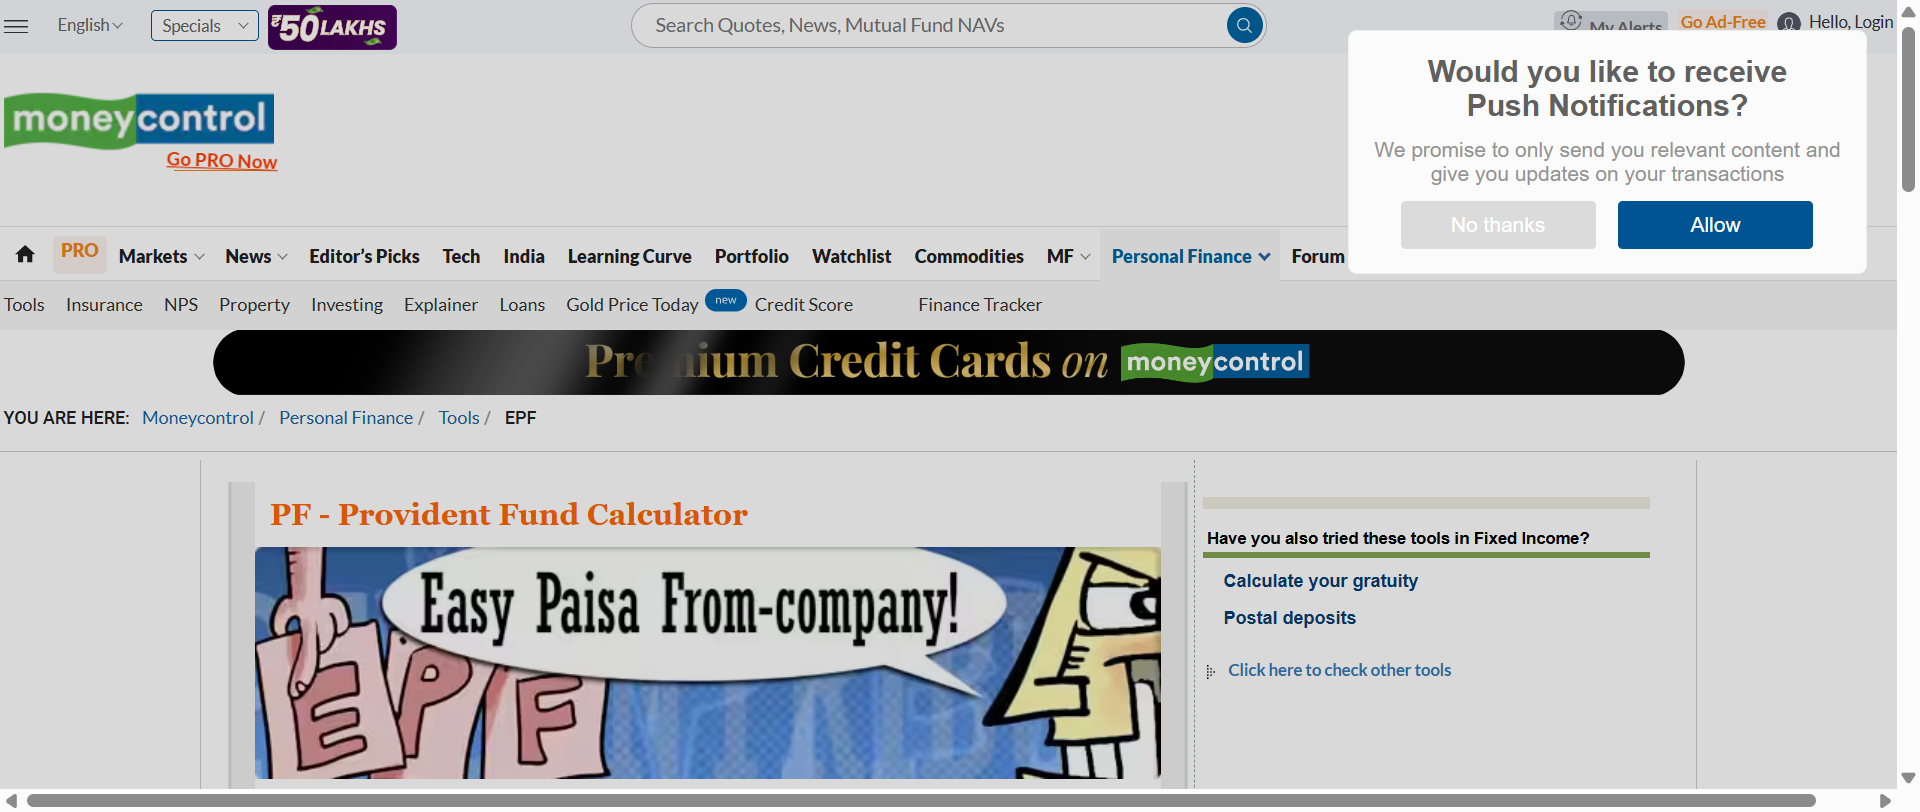 English
Specials
₹50 LAKHS
Search Quotes, News, Mutual Fund NAVs
My Alerts
Go Ad-Free
Hello, Login
moneycontrol
Go PRO Now
Would you like to receive
Push Notifications?
We promise to only send you relevant content and
give you updates on your transactions
No thanks
Allow
PRO Markets News Editor's Picks Tech India Learning Curve Portfolio Watchlist Commodities MF Personal Finance Forum
Tools Insurance NPS Property Investing Explainer Loans Gold Price Today new Credit Score Finance Tracker
Premium Credit Cards on moneycontrol
YOU ARE HERE: Moneycontrol / Personal Finance / Tools / EPF
PF - Provident Fund Calculator
Easy Paisa From-company!
EPF
Have you also tried these tools in Fixed Income?
Calculate your gratuity
Postal deposits
Click here to check other tools